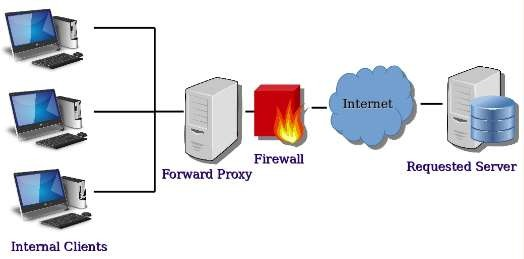 Internet
Firewall
Forward Proxy
Requested Server
Internal Clients